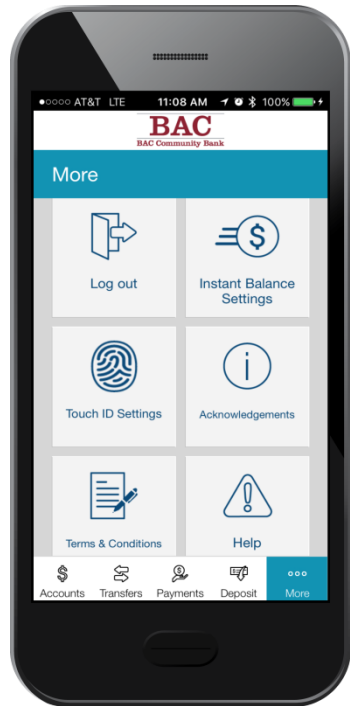 AT&T LTE 11:08 AM 100%
BAC
BAC Community Bank
More
Log out
Instant Balance
Settings
Touch ID Settings
Acknowledgements
Terms & Conditions
Help
Accounts Transfers Payments Deposit More